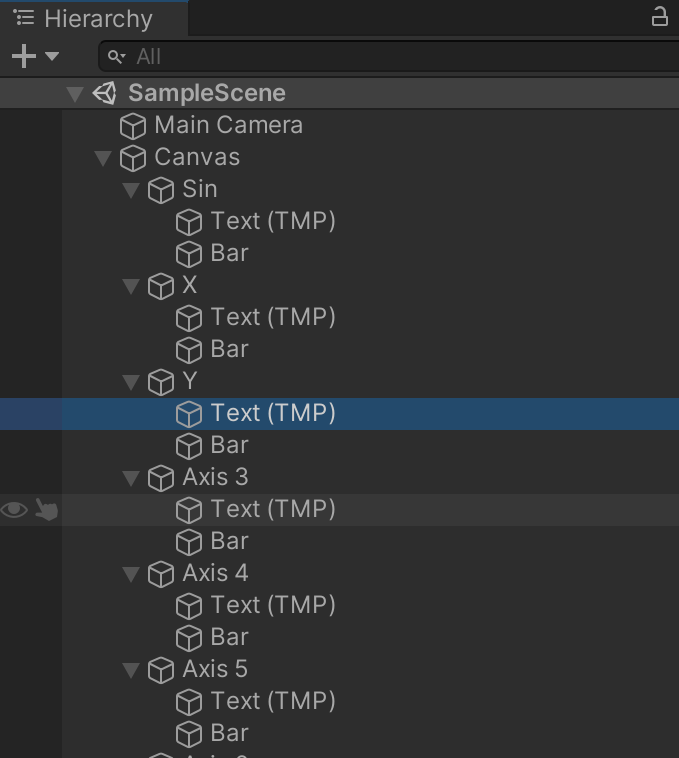 Hierarchy
All
SampleScene
Main Camera
Canvas
Sin
Text (TMP)
Bar
X
Text (TMP)
Bar
Y
Text (TMP)
Bar
Axis 3
Text (TMP)
Bar
Axis 4
Text (TMP)
Bar
Axis 5
Text (TMP)
Bar